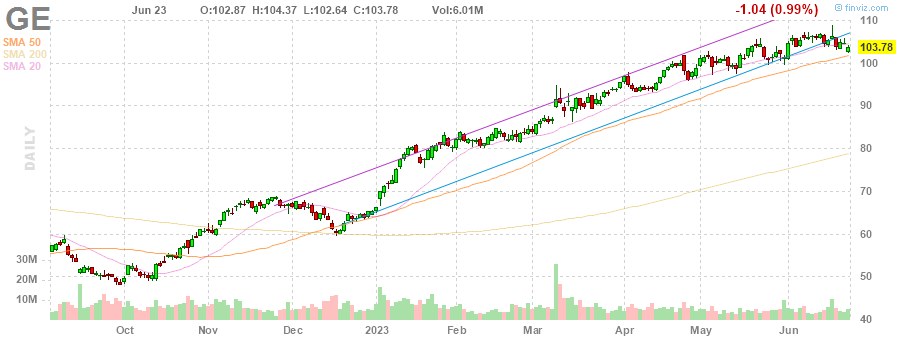 GE
Jun 23 O:102.87 H:104.37 L:102.64 C:103.78 Vol:6.01M -1.04 (0.99%)
© finviz.com
SMA 50
SMA 200
SMA 20
DAILY
110
103.78
100
90
80
70
60
50
40
30M
20M
10M
Oct Nov Dec 2023 Feb Mar Apr May Jun